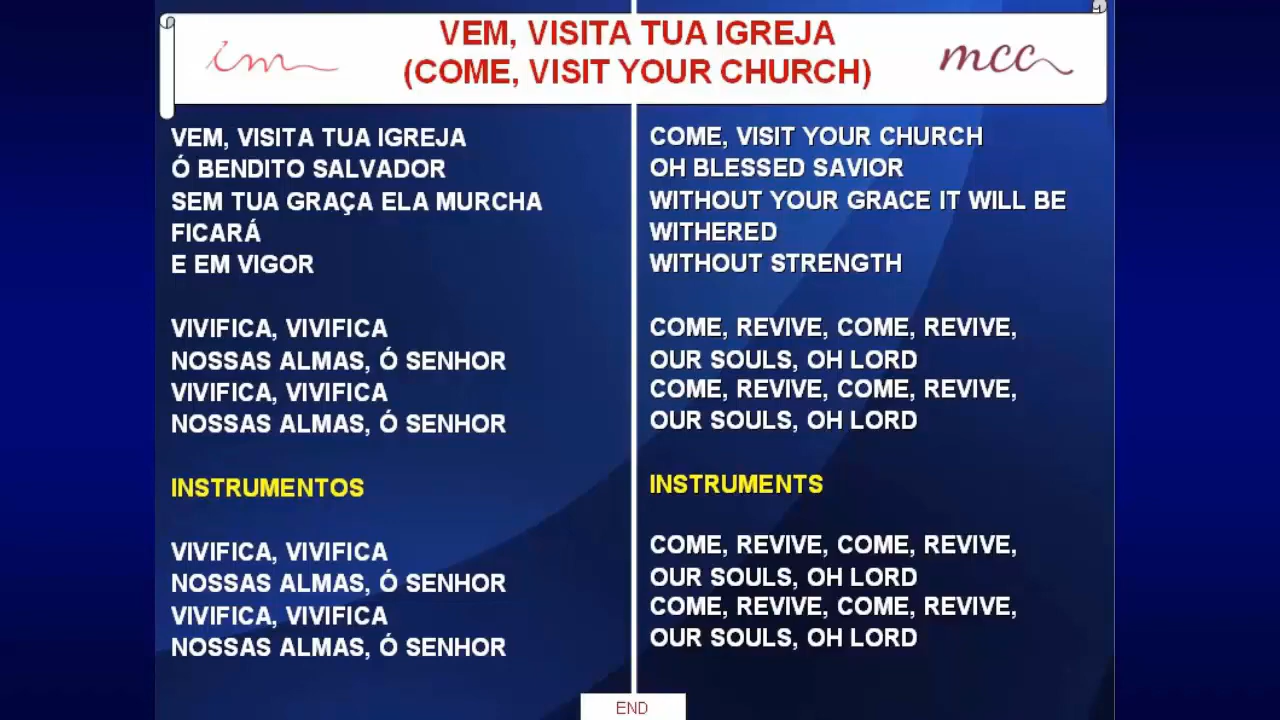 VEM, VISITA TUA IGREJA
(COME, VISIT YOUR CHURCH)
im
mcc
VEM, VISITA TUA IGREJA
Ó BENDITO SALVADOR
SEM TUA GRAÇA ELA MURCHA
FICARÁ
E EM VIGOR
VIVIFICA, VIVIFICA
NOSSAS ALMAS, Ó SENHOR
VIVIFICA, VIVIFICA
NOSSAS ALMAS, Ó SENHOR
INSTRUMENTOS
VIVIFICA, VIVIFICA
NOSSAS ALMAS, Ó SENHOR
VIVIFICA, VIVIFICA
NOSSAS ALMAS, Ó SENHOR
COME, VISIT YOUR CHURCH
OH BLESSED SAVIOR
WITHOUT YOUR GRACE IT WILL BE
WITHERED
WITHOUT STRENGTH
COME, REVIVE, COME, REVIVE,
OUR SOULS, OH LORD
COME, REVIVE, COME, REVIVE,
OUR SOULS, OH LORD
INSTRUMENTS
COME, REVIVE, COME, REVIVE,
OUR SOULS, OH LORD
COME, REVIVE, COME, REVIVE,
OUR SOULS, OH LORD
END